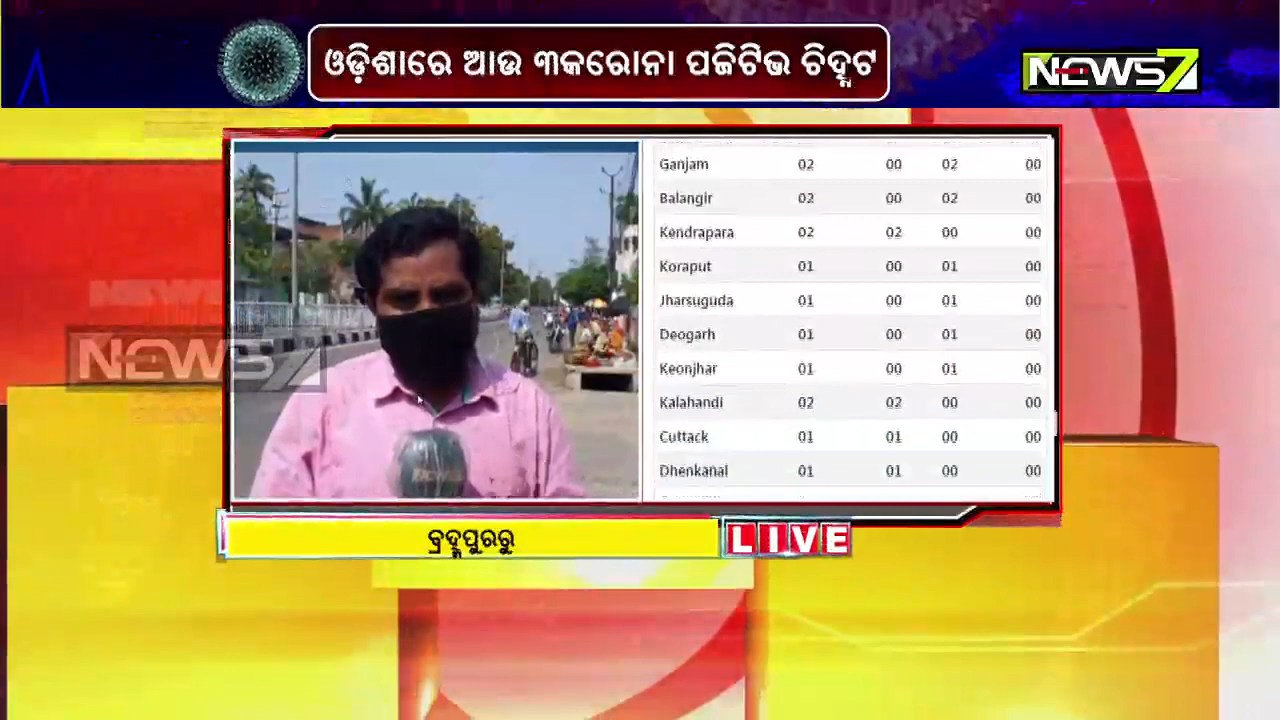 ଓଡ଼ିଶାରେ ଆଉ ୩କରୋନା ପଜିଟିଭ ଚିହ୍ନଟ
NEWS7
Ganjam 02 00 02 00
Balangir 02 00 02 00
Kendrapara 02 02 00 00
Koraput 01 00 01 00
Jharsuguda 01 00 01 00
Deogarh 01 00 01 00
Keonjhar 01 00 01 00
Kalahandi 02 02 00 00
Cuttack 01 01 00 00
Dhenkanal 01 01 00 00
NEWS7
ବ୍ରହ୍ମପୁରରୁ
LIVE